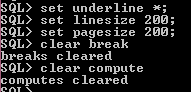 SQL> set underline *;
SQL> set linesize 200;
SQL> set pagesize 200;
SQL> clear break
breaks cleared
SQL> clear compute
computes cleared
SQL>